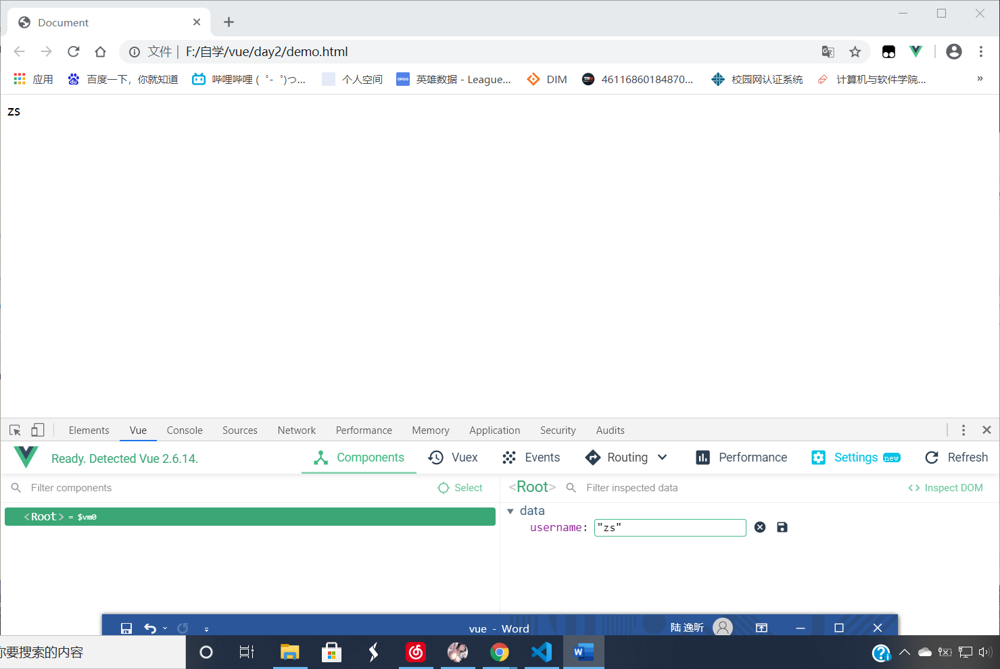 Document
文件 F:/自学/vue/day2/demo.html
应用 百度一下，你就知道 哔哩哔哩 (゜-゜)つ... 个人空间 OP.GG 英雄数据 - League... DIM TRN 46116860184870... 校园网认证系统 计算机与软件学院... »
zs
Elements Vue Console Sources Network Performance Memory Application Security Audits
Ready. Detected Vue 2.6.14. Components Vuex Events Routing Performance Settings new Refresh
Filter components Select <Root> Filter inspected data <> Inspect DOM
<Root> = $vm0
data
username: "zs"
vue - Word 陆 逸昕
你要搜索的内容